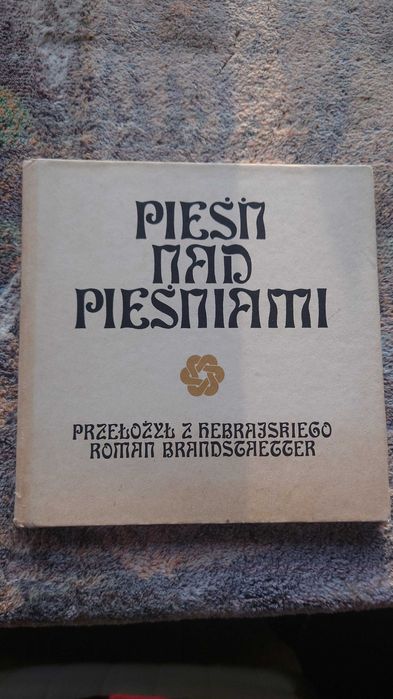 PIEŚŃ
NAD
PIEŚNIAMI
PRZEŁOŻYŁ Z HEBRAJSKIEGO
ROMAN BRANDSTAETTER